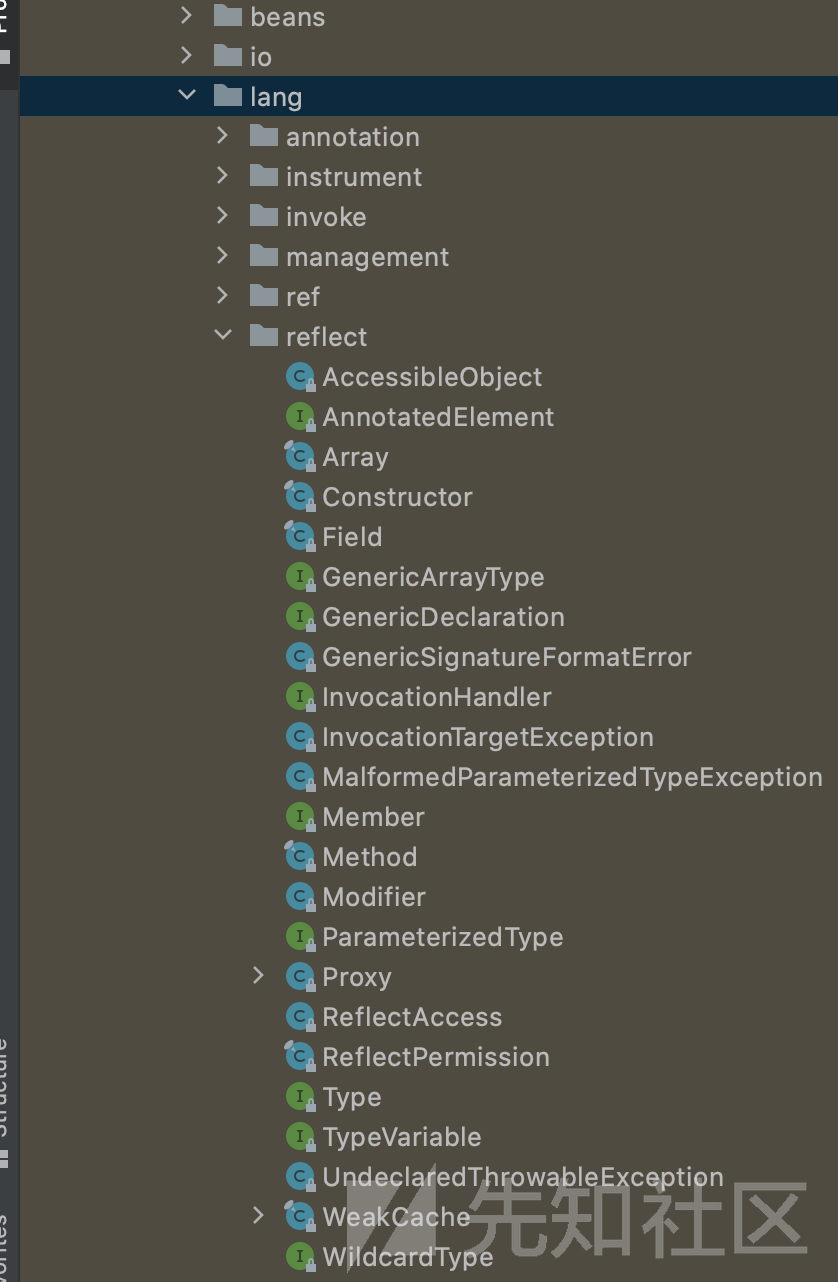 beans
io
lang
annotation
instrument
invoke
management
ref
reflect
AccessibleObject
AnnotatedElement
Array
Constructor
Field
GenericArrayType
GenericDeclaration
GenericSignatureFormatError
InvocationHandler
InvocationTargetException
MalformedParameterizedTypeException
Member
Method
Modifier
ParameterizedType
Proxy
ReflectAccess
ReflectPermission
Type
TypeVariable
UndeclaredThrowableException
WeakCache
WildcardType
Structure
先知社区